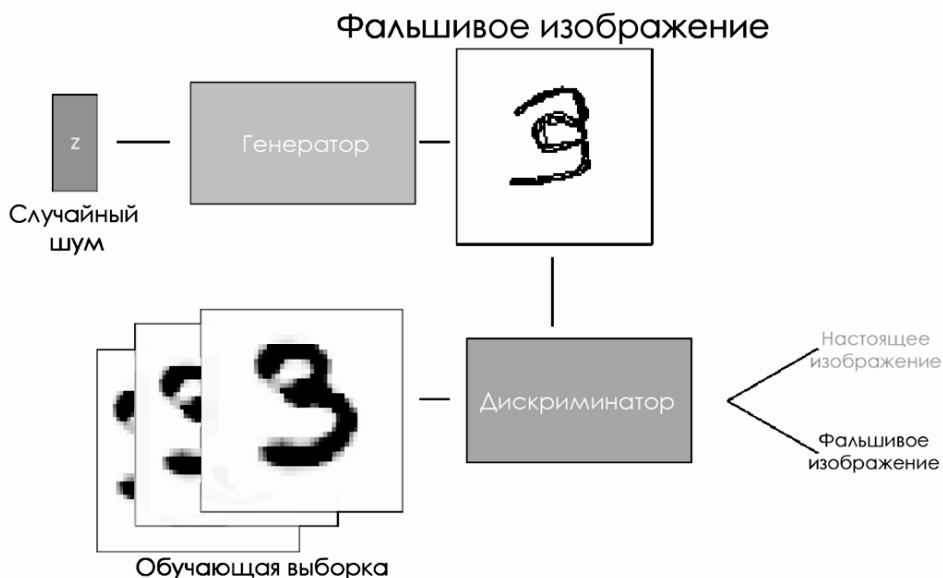 Фальшивое изображение
z
Генератор
Случайный
шум
Настоящее
изображение
Дискриминатор
Фальшивое
изображение
Обучающая выборка